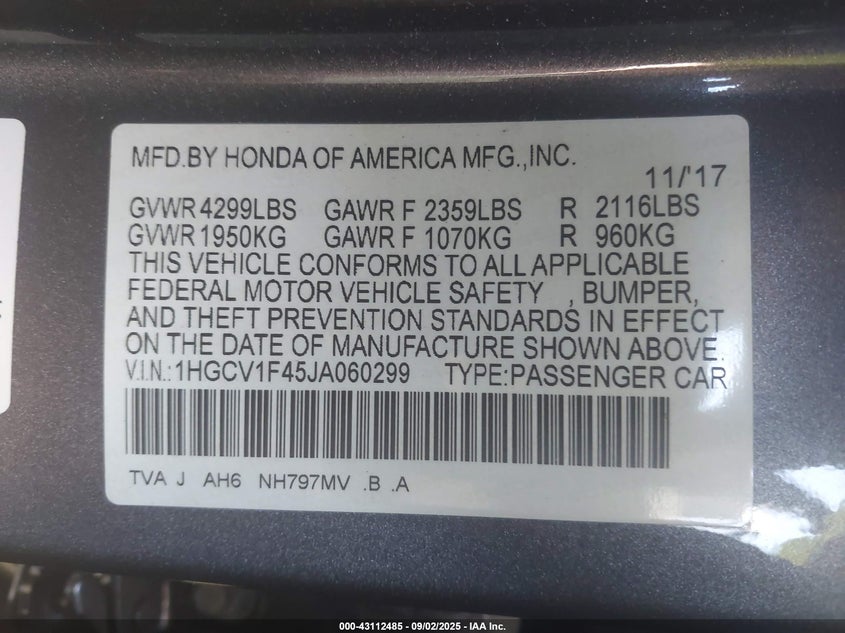 MFD.BY HONDA OF AMERICA MFG.,INC.
11/'17
GVWR 4299LBS GAWR F 2359LBS R 2116LBS
GVWR 1950KG GAWR F 1070KG R 960KG
THIS VEHICLE CONFORMS TO ALL APPLICABLE
FEDERAL MOTOR VEHICLE SAFETY , BUMPER,
AND THEFT PREVENTION STANDARDS IN EFFECT
ON THE DATE OF MANUFACTURE SHOWN ABOVE.
V.I.N.:1HGCV1F45JA060299 TYPE:PASSENGER CAR
TVA J AH6 NH797MV .B .A
000-43112485 - 09/02/2025 - IAA Inc.